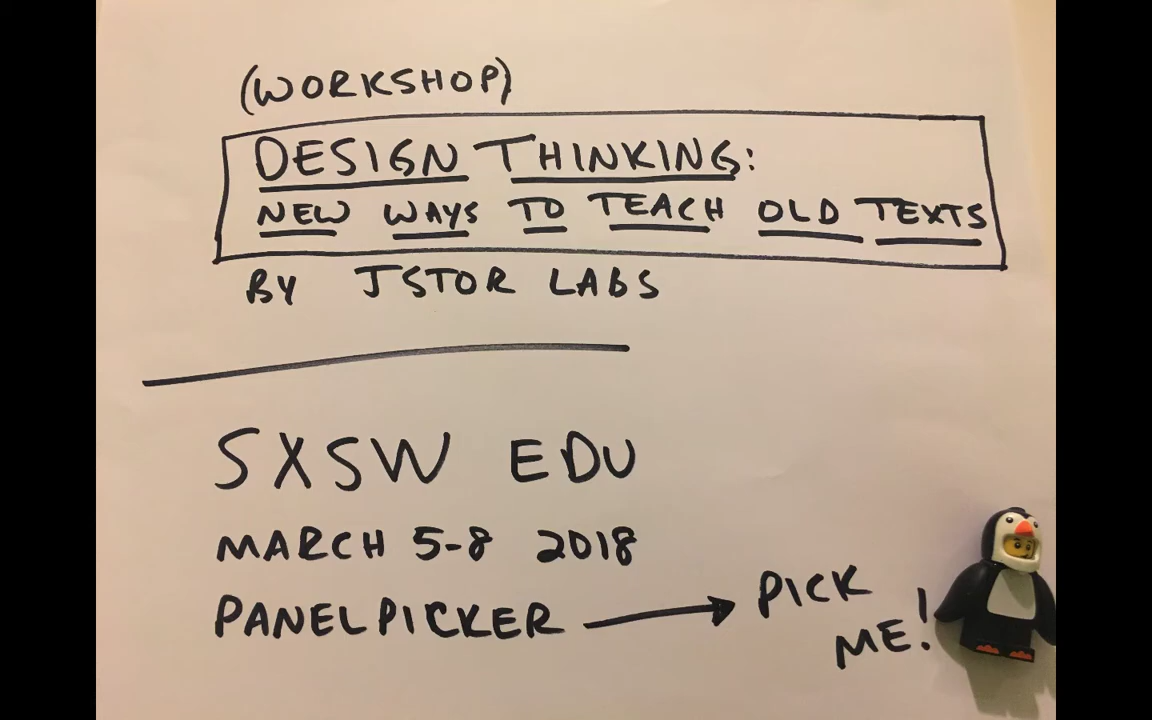 (WORKSHOP)
DESIGN THINKING:
NEW WAYS TO TEACH OLD TEXTS
BY JSTOR LABS
SXSW EDU
MARCH 5-8 2018
PANELPICKER
PICK
ME!